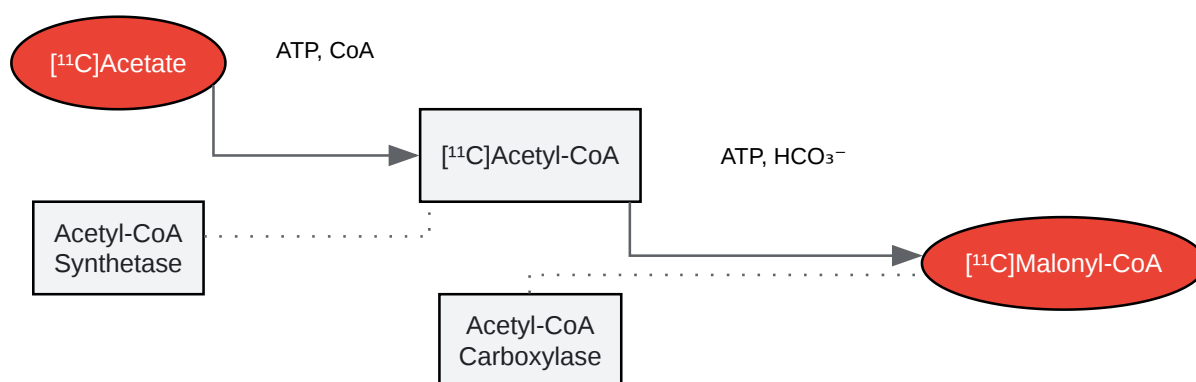 [¹¹C]Acetate
ATP, CoA
[¹¹C]Acetyl-CoA
ATP, HCO₃⁻
Acetyl-CoA
Synthetase
[¹¹C]Malonyl-CoA
Acetyl-CoA
Carboxylase